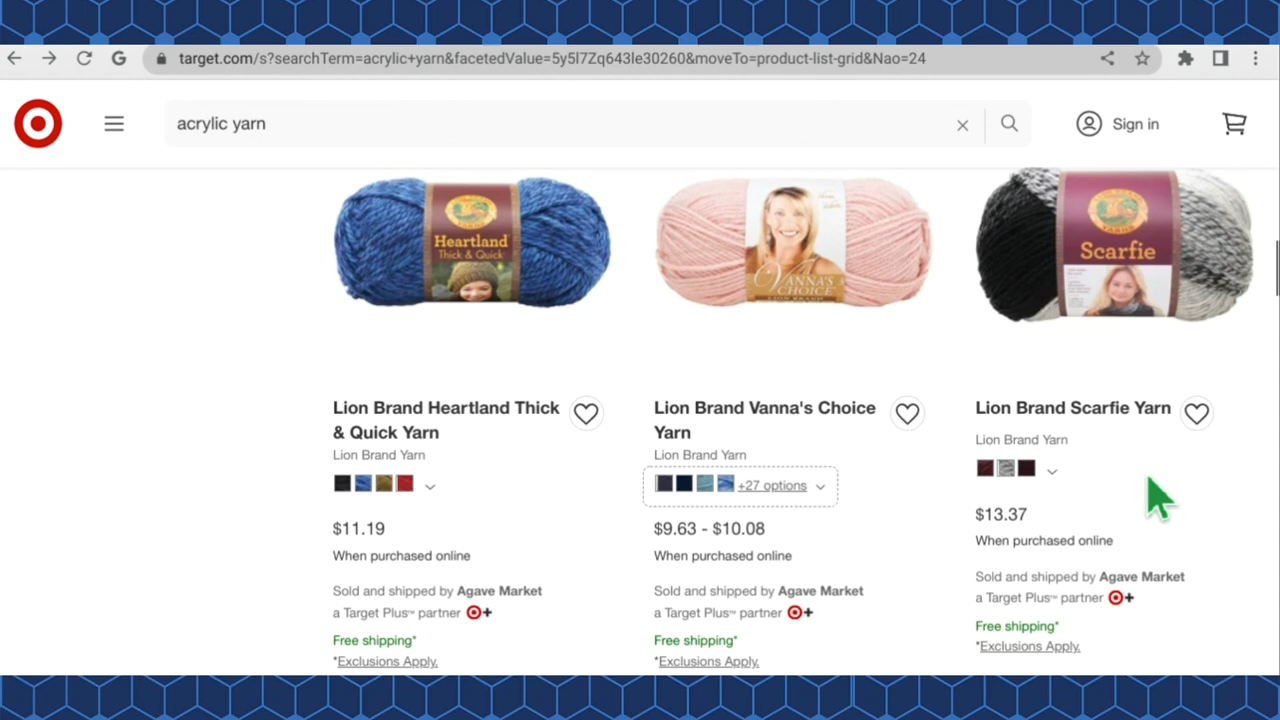 target.com/s?searchTerm=acrylic+yarn&facetedValue=5y5l7Zq643le30260&moveTo=product-list-grid&Nao=24
acrylic yarn
Sign in
Heartland
Thick & Quick
VANNA'S
CHOICE
LION BRAND
YARNS
Scarfie
Lion Brand Heartland Thick
& Quick Yarn
Lion Brand Yarn
$11.19
When purchased online
Sold and shipped by Agave Market
a Target Plus™ partner
Free shipping*
*Exclusions Apply.
Lion Brand Vanna's Choice
Yarn
Lion Brand Yarn
+27 options
$9.63 - $10.08
When purchased online
Sold and shipped by Agave Market
a Target Plus™ partner
Free shipping*
*Exclusions Apply.
Lion Brand Scarfie Yarn
Lion Brand Yarn
$13.37
When purchased online
Sold and shipped by Agave Market
a Target Plus™ partner
Free shipping*
*Exclusions Apply.